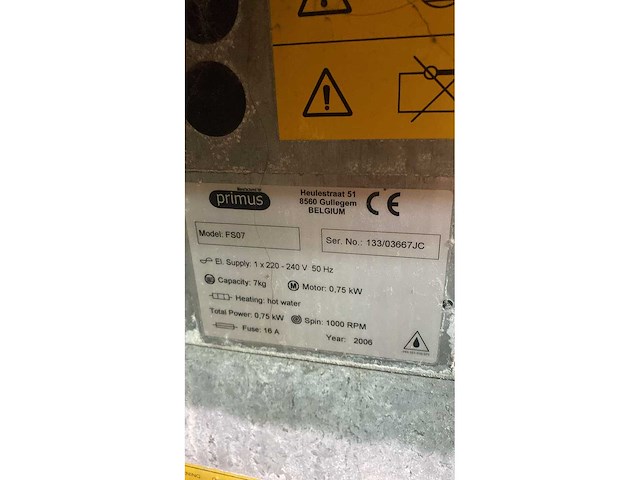 primus
Heulestraat 51
8560 Gullegem
BELGIUM
CE
Model: FS07
Ser. No.: 133/03667JC
El. Supply: 1 x 220 - 240 V 50 Hz
Capacity: 7kg
M Motor: 0,75 kW
Heating: hot water
Total Power: 0,75 kW
Spin: 1000 RPM
Fuse: 16 A
Year: 2006